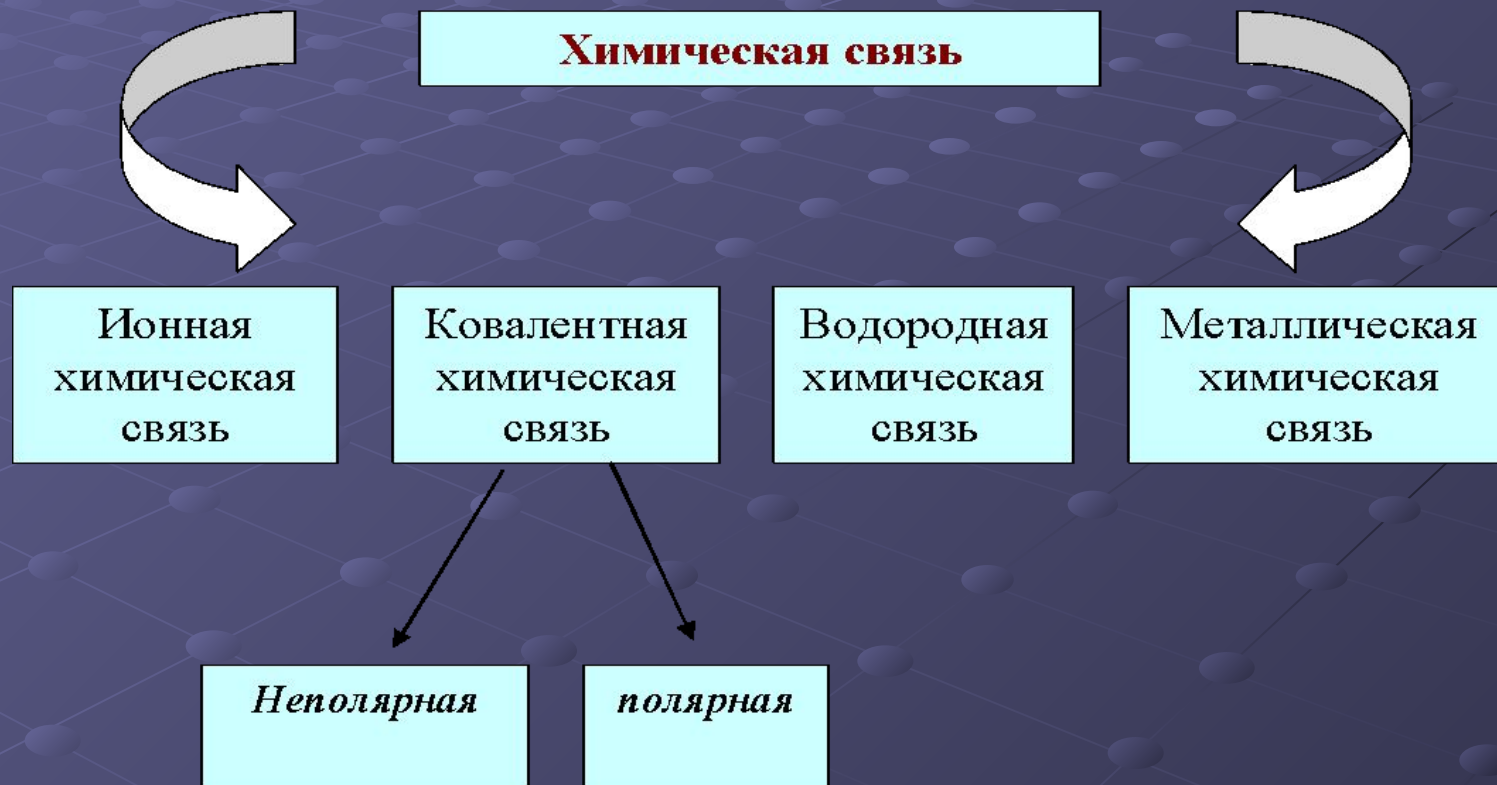 Химическая связь
Ионная
химическая
связь
Ковалентная
химическая
связь
Водородная
химическая
связь
Металлическая
химическая
связь
Неполярная
полярная